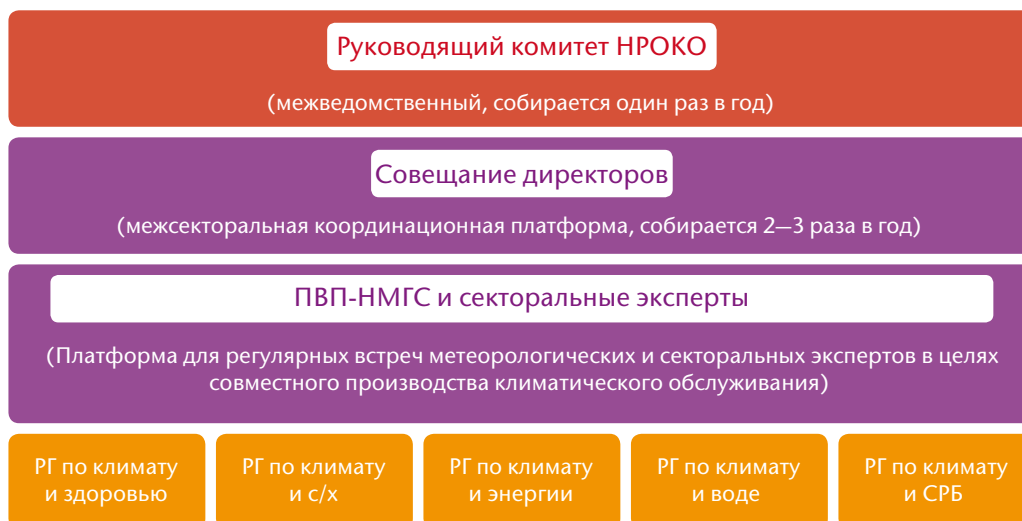 Руководящий комитет НРОКО
(межведомственный, собирается один раз в год)
Совещание директоров
(межсекторальная координационная платформа, собирается 2—3 раза в год)
ПВП-НМГС и секторальные эксперты
(Платформа для регулярных встреч метеорологических и секторальных экспертов в целях
совместного производства климатического обслуживания)
РГ по климату
и здоровью
РГ по климату
и с/х
РГ по климату
и энергии
РГ по климату
и воде
РГ по климату
и СРБ